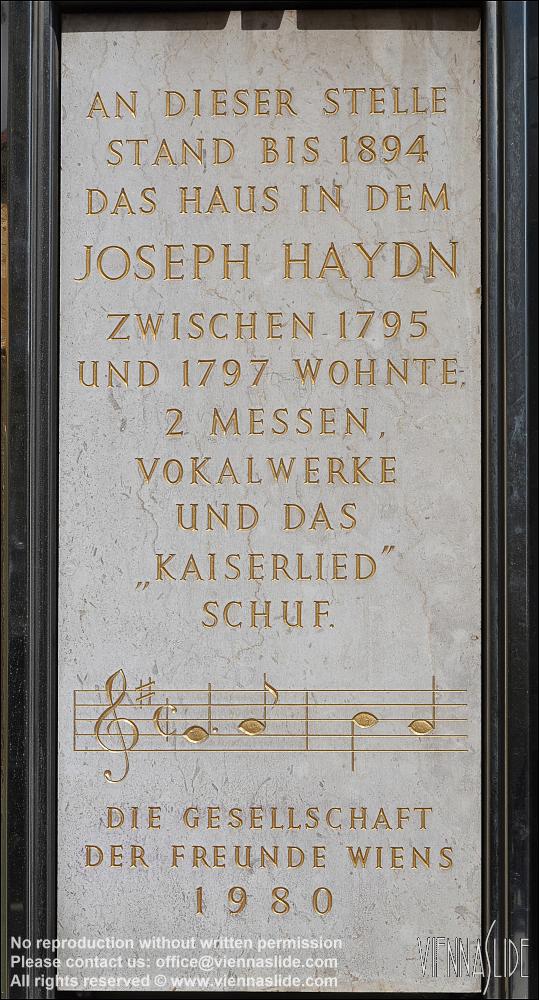 AN DIESER STELLE
STAND BIS 1894
DAS HAUS IN DEM
JOSEPH HAYDN
ZWISCHEN 1795
UND 1797 WOHNTE,
2 MESSEN,
VOKALWERKE
UND DAS
„KAISERLIED”
SCHUF.
DIE GESELLSCHAFT
DER FREUNDE WIENS
1980
No reproduction without written permission
Please contact us: office@viennaslide.com
All rights reserved © www.viennaslide.com
VIENNASLIDE